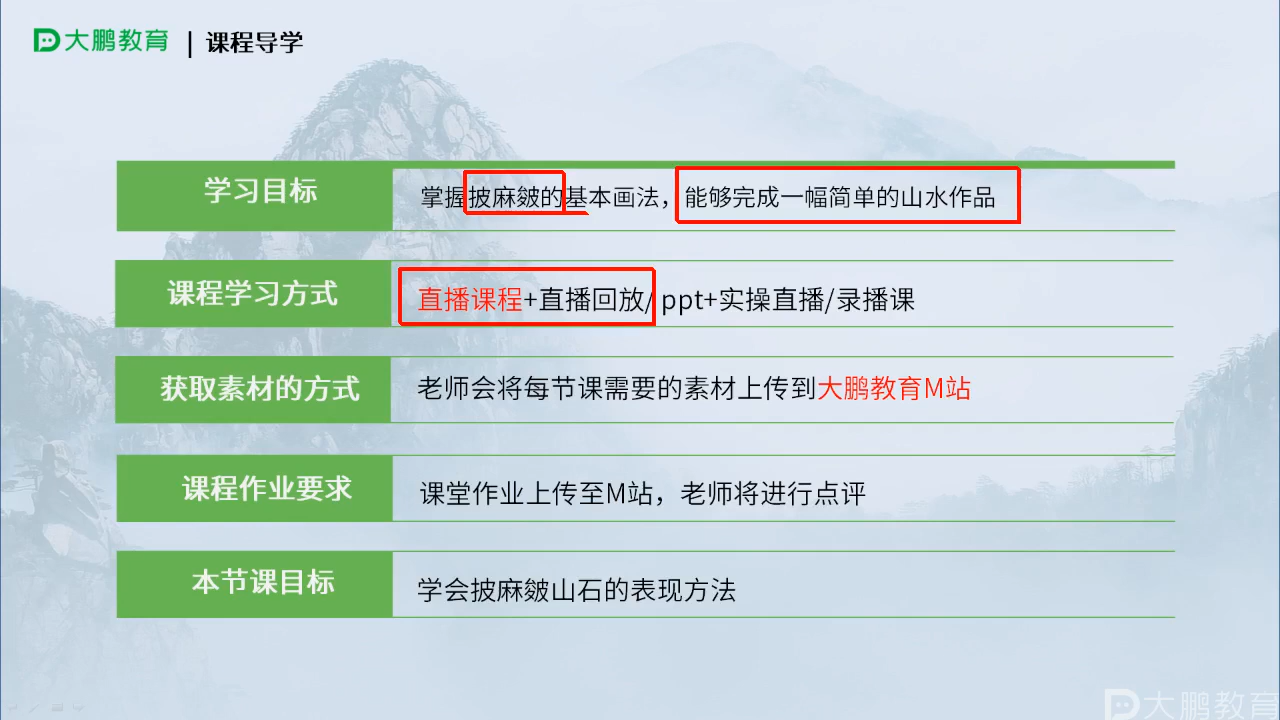 大鹏教育 | 课程导学
学习目标 掌握披麻皴的基本画法，能够完成一幅简单的山水作品
课程学习方式 直播课程+直播回放/ ppt+实操直播/录播课
获取素材的方式 老师会将每节课需要的素材上传到大鹏教育M站
课程作业要求 课堂作业上传至M站，老师将进行点评
本节课目标 学会披麻皴山石的表现方法
大鹏教育